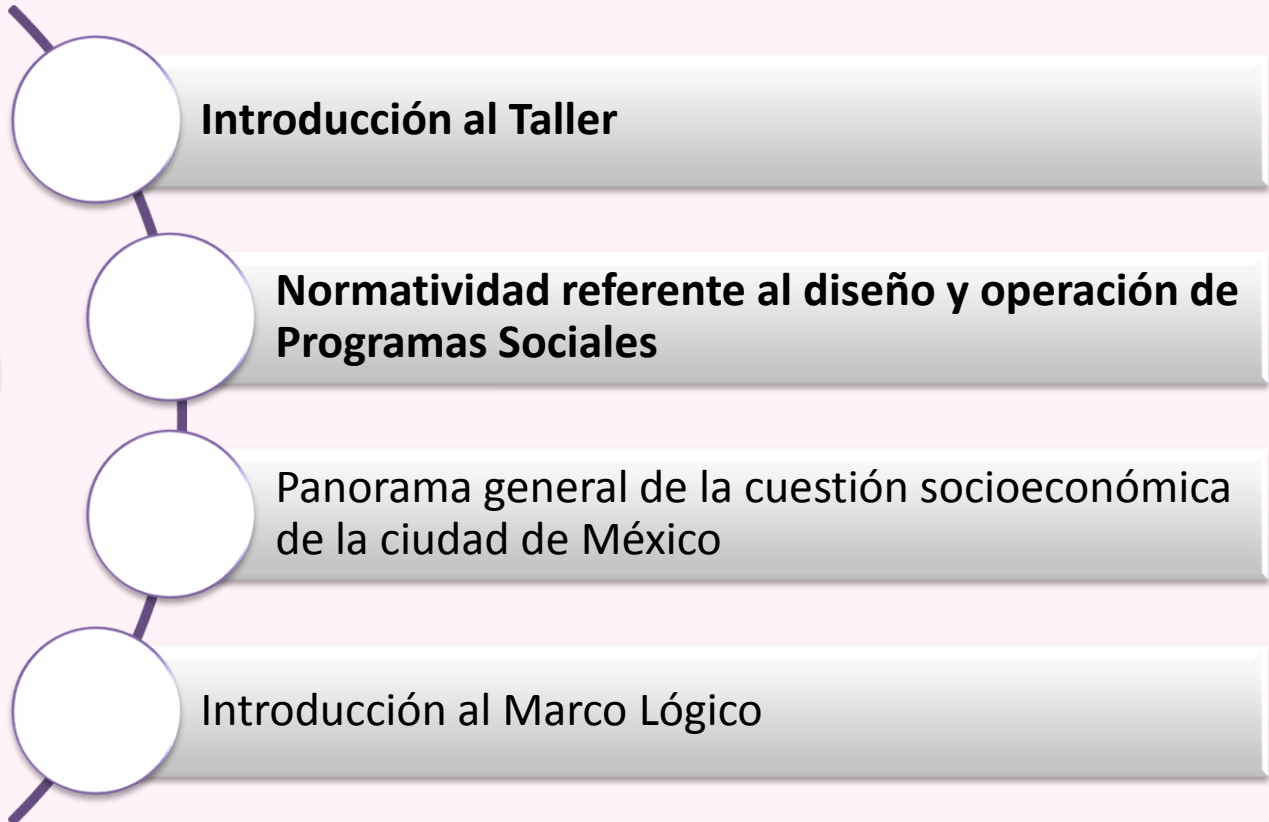 Introducción al Taller
Normatividad referente al diseño y operación de
Programas Sociales
Panorama general de la cuestión socioeconómica
de la ciudad de México
Introducción al Marco Lógico